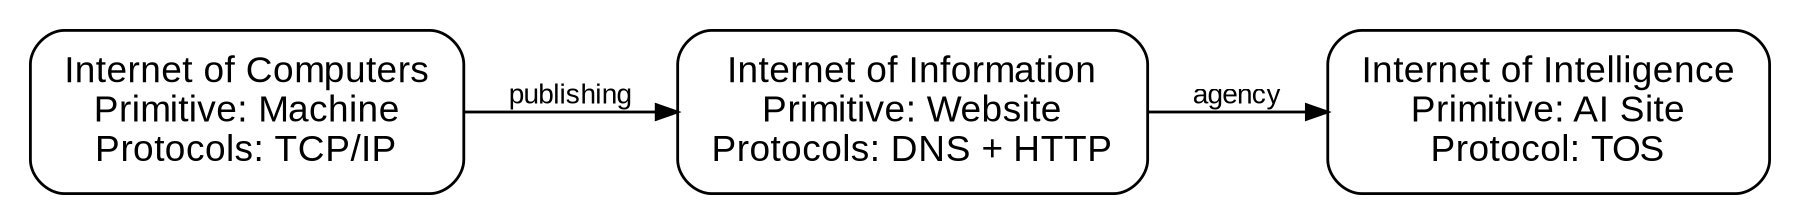 Internet of Computers
Primitive: Machine
Protocols: TCP/IP
publishing
Internet of Information
Primitive: Website
Protocols: DNS + HTTP
agency
Internet of Intelligence
Primitive: AI Site
Protocol: TOS